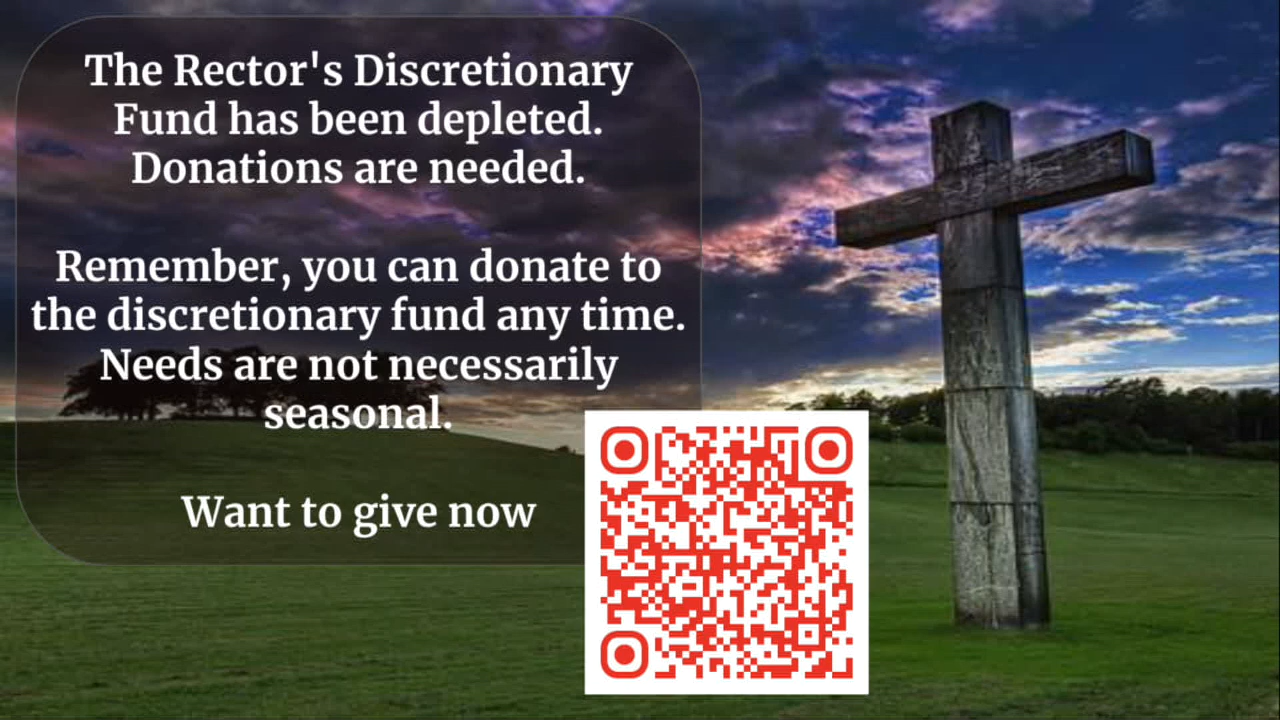 The Rector's Discretionary
Fund has been depleted.
Donations are needed.
Remember, you can donate to
the discretionary fund any time.
Needs are not necessarily
seasonal.
Want to give now